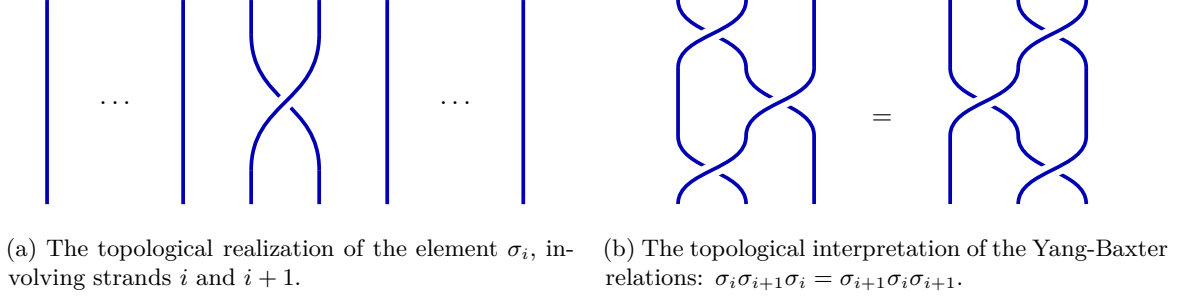 ... ...
=
(a) The topological realization of the element σ_i, in-
volving strands i and i + 1.
(b) The topological interpretation of the Yang-Baxter
relations: σ_iσ_{i+1}σ_i = σ_{i+1}σ_iσ_{i+1}.